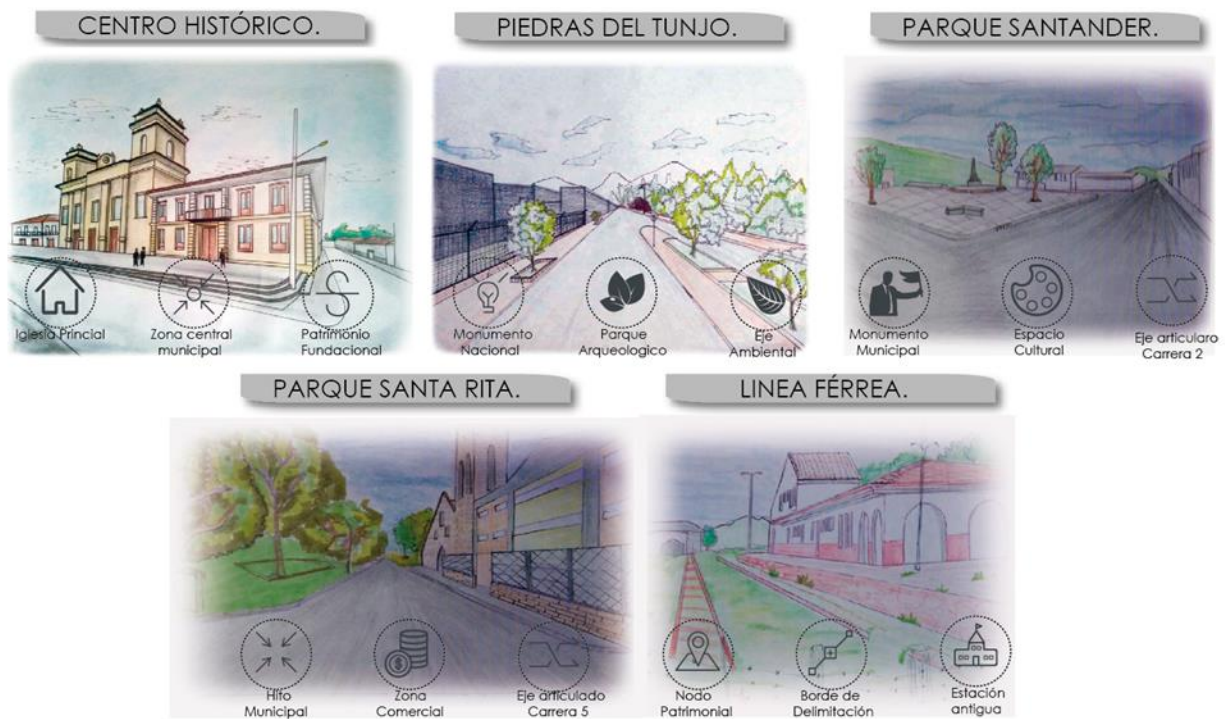 CENTRO HISTÓRICO.
Iglesia Princial
Zona central
municipal
Patrimonio
Fundacional
PIEDRAS DEL TUNJO.
Monumento
Nacional
Parque
Arqueologico
Eje
Ambiental
PARQUE SANTANDER.
Monumento
Municipal
Espacio
Cultural
Eje articularo
Carrera 2
PARQUE SANTA RITA.
Hito
Municipal
Zona
Comercial
Eje articulado
Carrera 5
LINEA FÉRREA.
Nodo
Patrimonial
Borde de
Delimitación
Estación
antigua